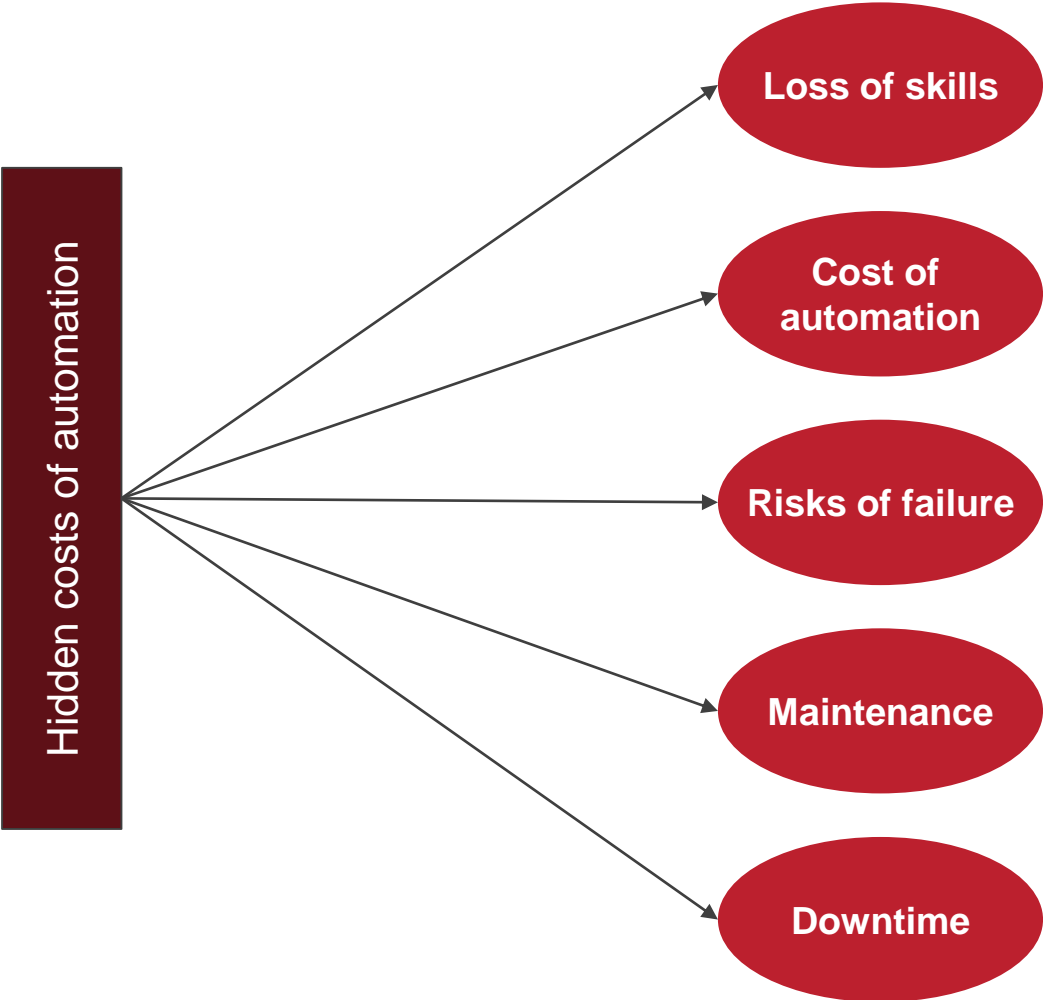 Hidden costs of automation
Loss of skills
Cost of
automation
Risks of failure
Maintenance
Downtime